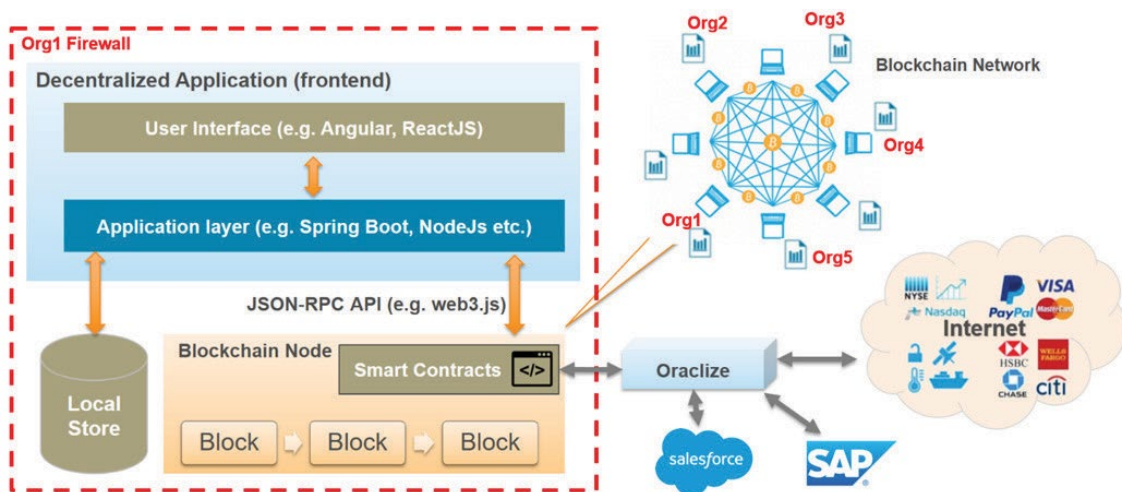 Org1 Firewall
Decentralized Application (frontend)
User Interface (e.g. Angular, ReactJS)
Application layer (e.g. Spring Boot, NodeJs etc.)
JSON-RPC API (e.g. web3.js)
Local
Store
Blockchain Node
Smart Contracts
</>
Block
Block
Block
Org2
Org3
Blockchain Network
Org4
Org1
Org5
Oraclize
salesforce
SAP
NYSE
Nasdaq
PayPal
VISA
MasterCard
Internet
HSBC
WELLS
FARGO
CHASE
citi